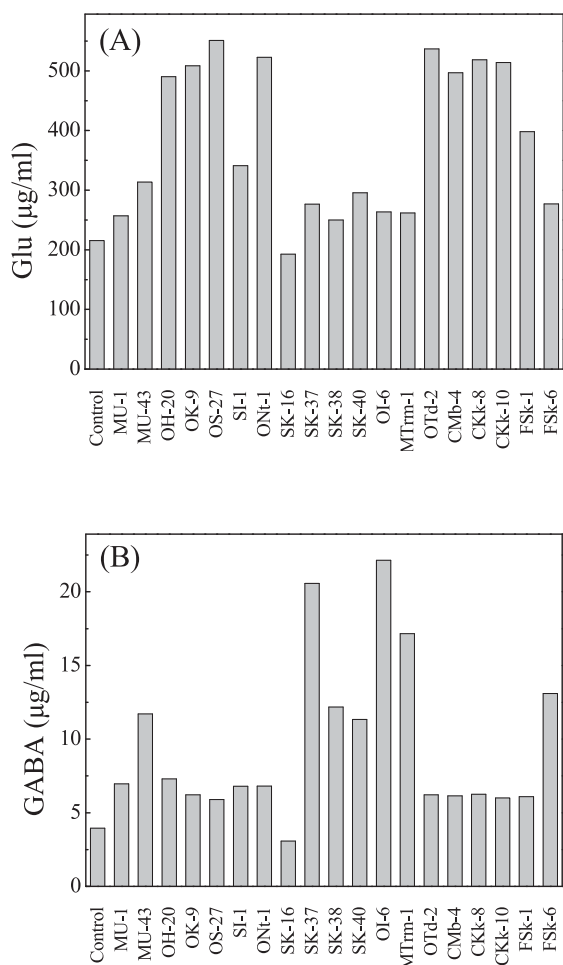 (A)
Glu (µg/ml)
500
400
300
200
100
0
Control
MU-1
MU-43
OH-20
OK-9
OS-27
SI-1
ONt-1
SK-16
SK-37
SK-38
SK-40
OI-6
MTrm-1
OTd-2
CMb-4
CKk-8
CKk-10
FSk-1
FSk-6
(B)
GABA (µg/ml)
20
15
10
5
0
Control
MU-1
MU-43
OH-20
OK-9
OS-27
SI-1
ONt-1
SK-16
SK-37
SK-38
SK-40
OI-6
MTrm-1
OTd-2
CMb-4
CKk-8
CKk-10
FSk-1
FSk-6